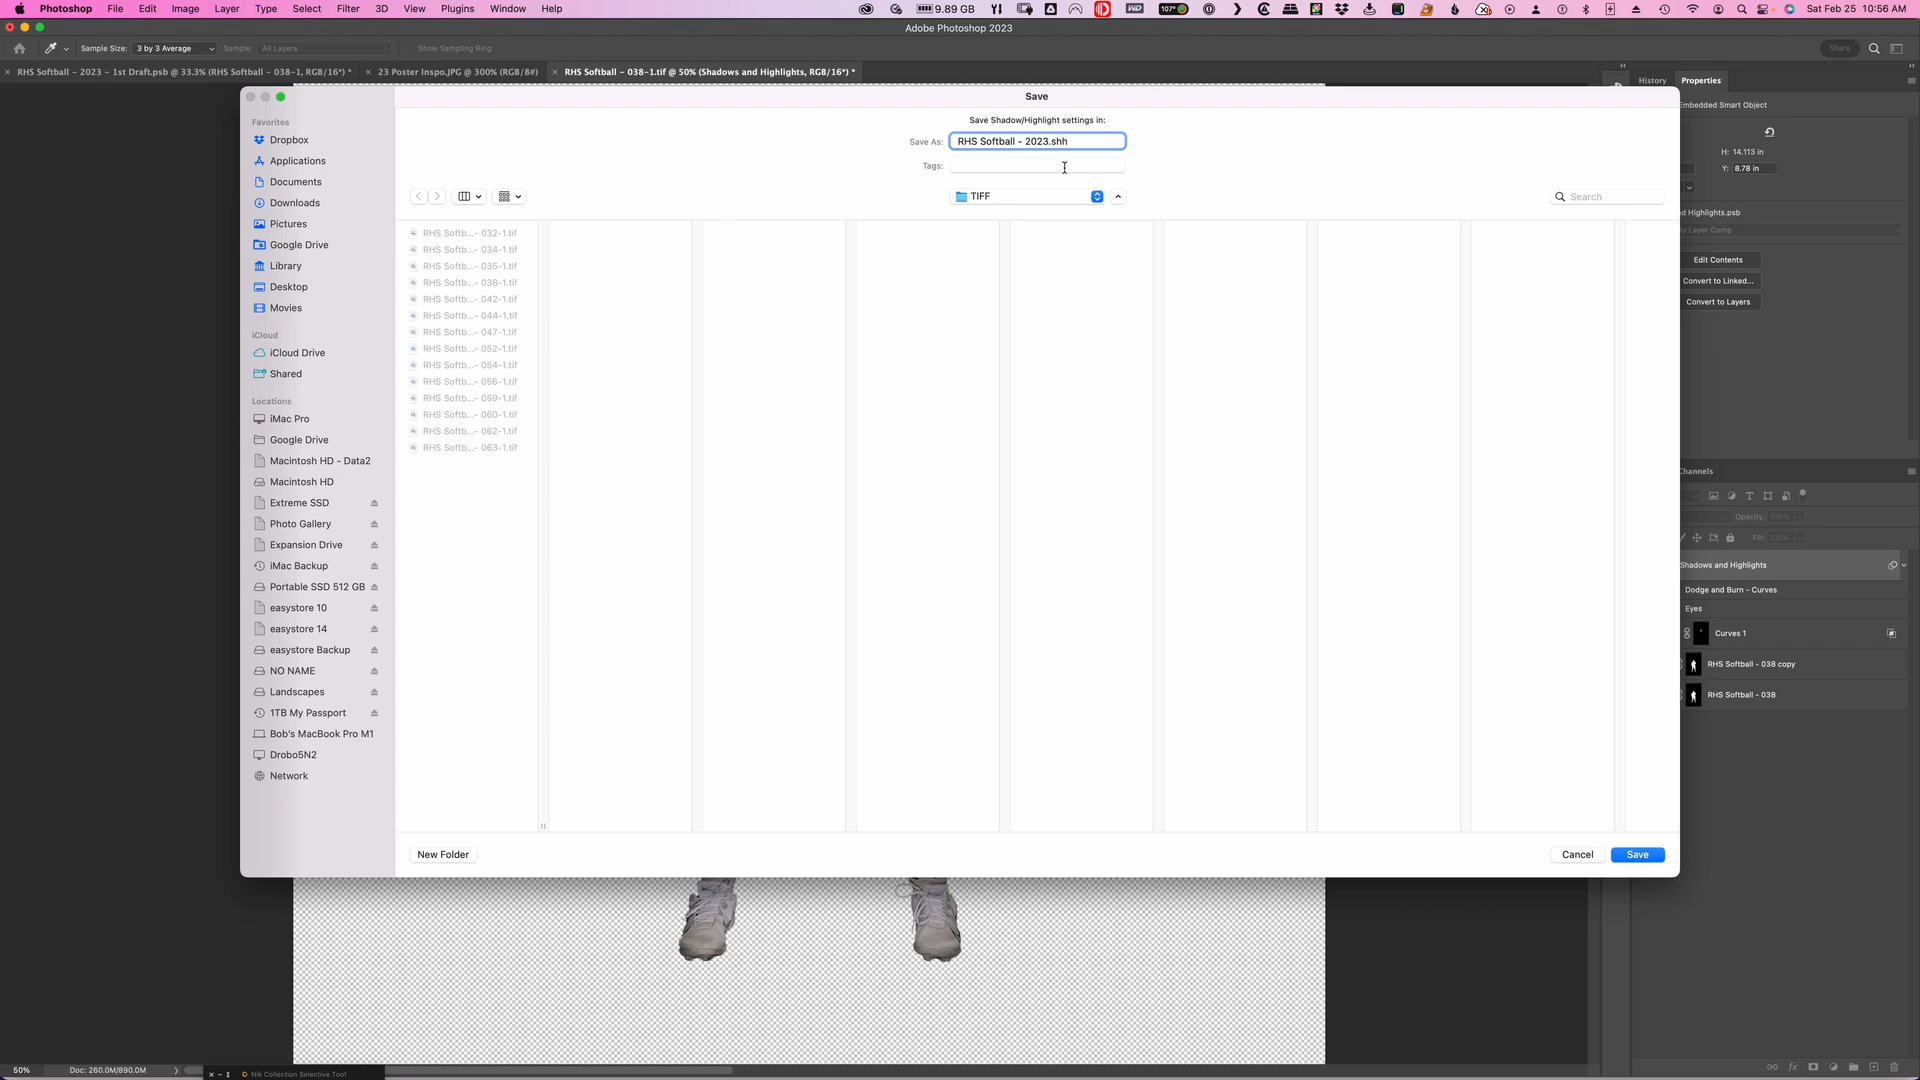 Photoshop File Edit Image Layer Type Select Filter 3D View Plugins Window Help 9.89 GB 107° Sat Feb 25 10:56 AM
Adobe Photoshop 2023
Sample Size: 3 by 3 Average Sample: All Layers Show Sampling Ring Share
RHS Softball - 2023 - 1st Draft.psb @ 33.3% (RHS Softball - 038-1, RGB/16*) * 23 Poster Inspo.JPG @ 300% (RGB/8#) RHS Softball - 038-1.tif @ 50% (Shadows and Highlights, RGB/16*) *
History Properties
Save
Embedded Smart Object
Save Shadow/Highlight settings in:
Save As: RHS Softball - 2023.shh
Tags:
H: 14.113 in
Y: 8.78 in
TIFF
Search
d Highlights.psb
y Layer Comp
Edit Contents
Convert to Linked...
Convert to Layers
Favorites
Dropbox
Applications
Documents
Downloads
Pictures
Google Drive
Library
Desktop
Movies
iCloud
iCloud Drive
Shared
Locations
iMac Pro
Google Drive
Macintosh HD - Data2
Macintosh HD
Extreme SSD
Photo Gallery
Expansion Drive
iMac Backup
Portable SSD 512 GB
easystore 10
easystore 14
easystore Backup
NO NAME
Landscapes
1TB My Passport
Bob's MacBook Pro M1
Drobo5N2
Network
RHS Softb...- 032-1.tif
RHS Softb...- 034-1.tif
RHS Softb...- 035-1.tif
RHS Softb...- 038-1.tif
RHS Softb...- 042-1.tif
RHS Softb...- 044-1.tif
RHS Softb...- 047-1.tif
RHS Softb...- 052-1.tif
RHS Softb...- 054-1.tif
RHS Softb...- 056-1.tif
RHS Softb...- 059-1.tif
RHS Softb...- 060-1.tif
RHS Softb...- 062-1.tif
RHS Softb...- 063-1.tif
New Folder Cancel Save
Channels
Opacity: 100%
Fill: 100%
Shadows and Highlights
Dodge and Burn - Curves
Eyes
Curves 1
RHS Softball - 038 copy
RHS Softball - 038
50% Doc: 260.0M/890.0M
Nik Collection Selective Tool